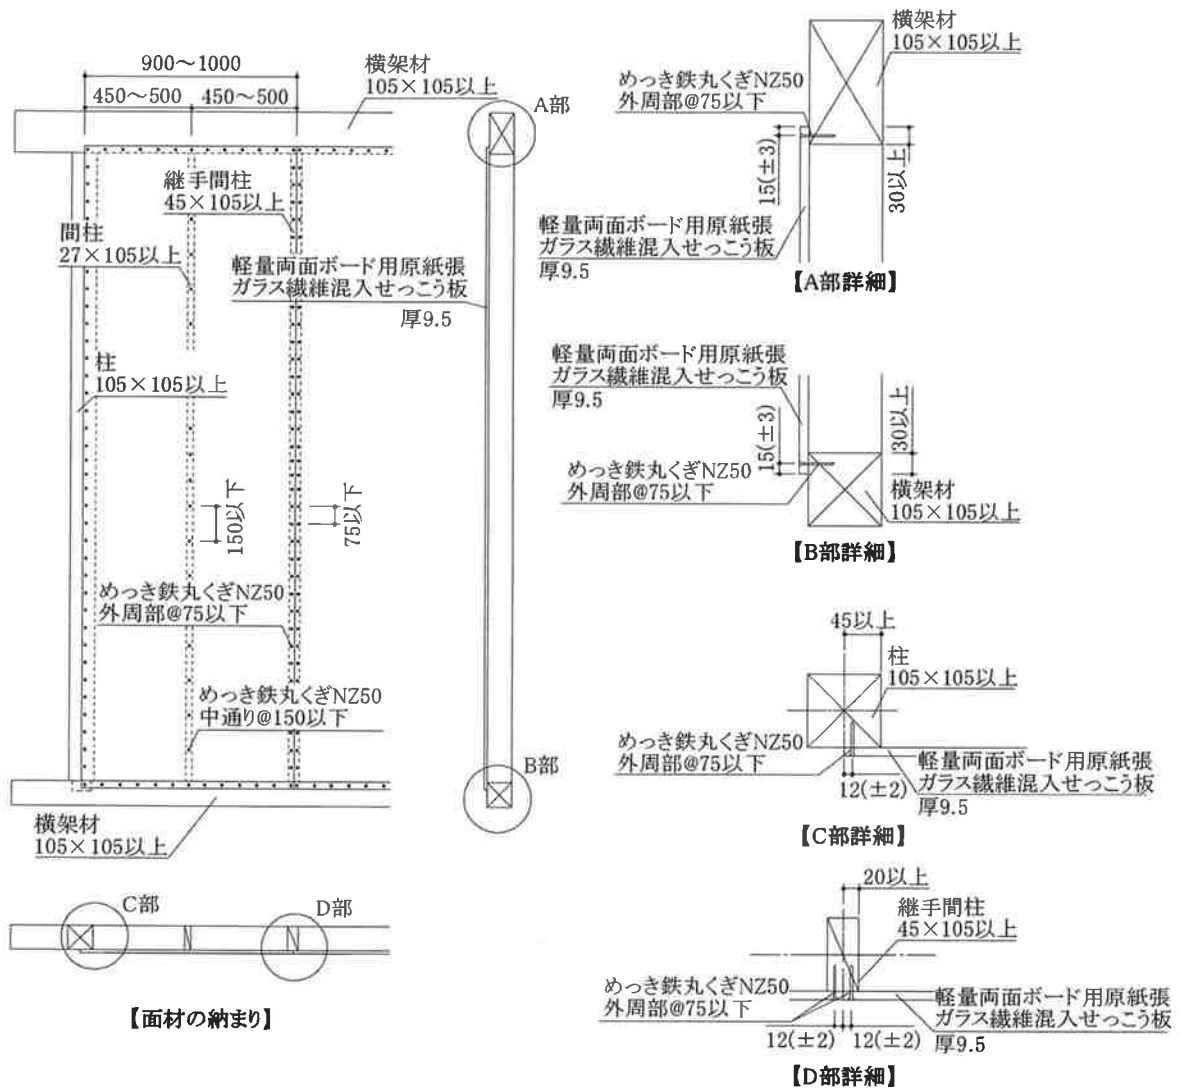 900～1000
450～500
450～500
横架材
105×105以上
A部
継手間柱
45×105以上
間柱
27×105以上
軽量両面ボード用原紙張
ガラス繊維混入せっこう板
厚9.5
柱
105×105以上
150以下
75以下
めっき鉄丸くぎNZ50
外周部@75以下
めっき鉄丸くぎNZ50
中通り@150以下
B部
横架材
105×105以上
C部
D部
【面材の納まり】
横架材
105×105以上
めっき鉄丸くぎNZ50
外周部@75以下
15(±3)
30以上
軽量両面ボード用原紙張
ガラス繊維混入せっこう板
厚9.5
【A部詳細】
軽量両面ボード用原紙張
ガラス繊維混入せっこう板
厚9.5
15(±3)
30以上
めっき鉄丸くぎNZ50
外周部@75以下
横架材
105×105以上
【B部詳細】
45以上
柱
105×105以上
めっき鉄丸くぎNZ50
外周部@75以下
軽量両面ボード用原紙張
ガラス繊維混入せっこう板
厚9.5
12(±2)
【C部詳細】
20以上
継手間柱
45×105以上
めっき鉄丸くぎNZ50
外周部@75以下
軽量両面ボード用原紙張
ガラス繊維混入せっこう板
厚9.5
12(±2)
12(±2)
【D部詳細】